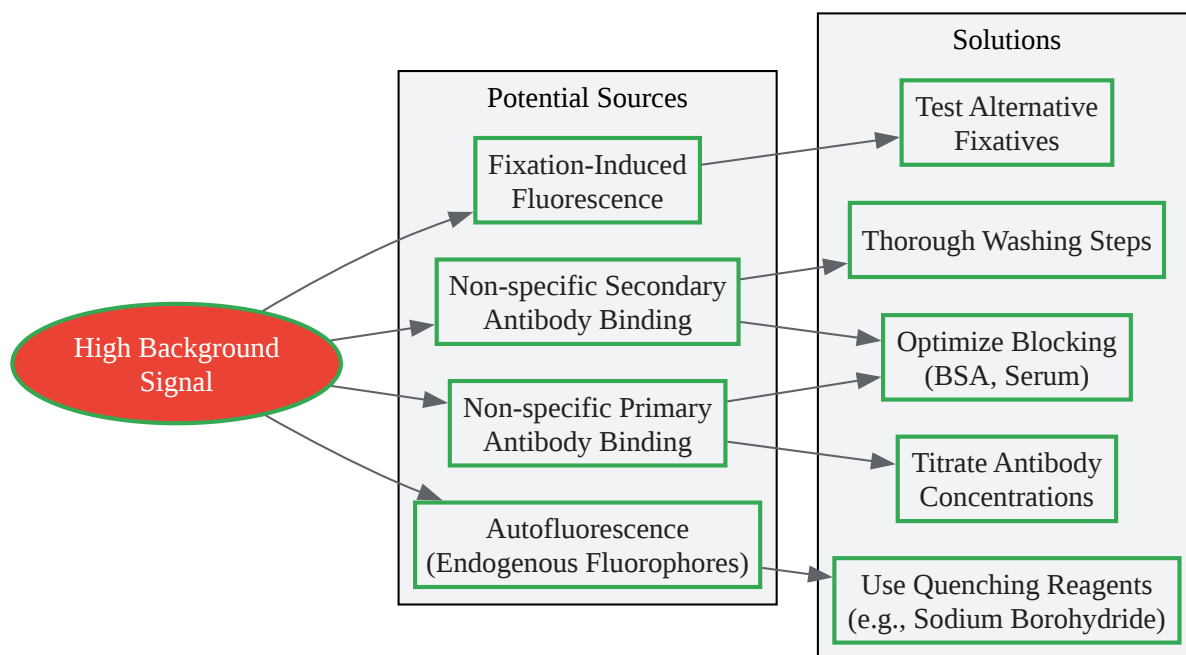 High Background
Signal
Potential Sources
Fixation-Induced
Fluorescence
Non-specific Secondary
Antibody Binding
Non-specific Primary
Antibody Binding
Autofluorescence
(Endogenous Fluorophores)
Solutions
Test Alternative
Fixatives
Thorough Washing Steps
Optimize Blocking
(BSA, Serum)
Titrate Antibody
Concentrations
Use Quenching Reagents
(e.g., Sodium Borohydride)